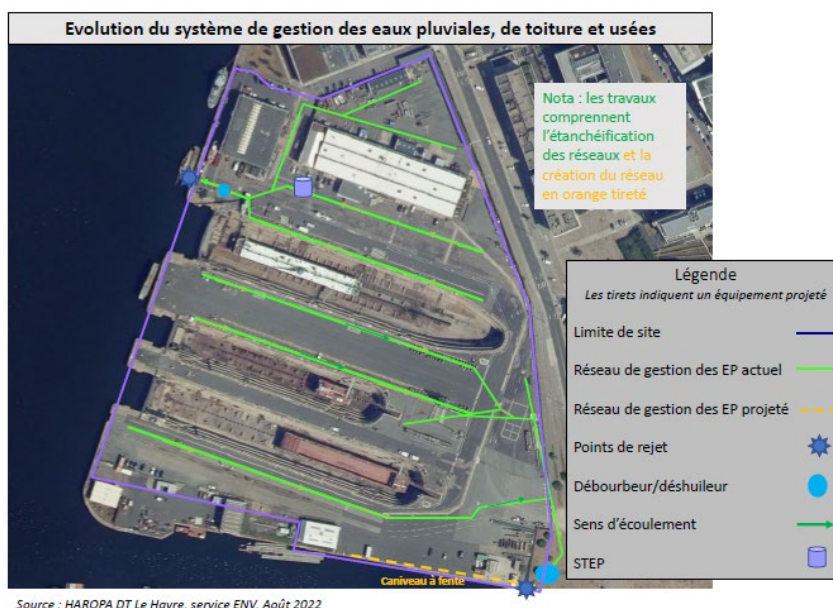 Evolution du système de gestion des eaux pluviales, de toiture et usées
Nota : les travaux
comprennent
l'étanchéification
des réseaux et la
création du réseau
en orange tireté
Légende
Les tirets indiquent un équipement projeté
Limite de site
Réseau de gestion des EP actuel
Réseau de gestion des EP projeté
Points de rejet
Débourbeur/déshuileur
Sens d'écoulement
STEP
Caniveau à fente
Source : HAROPA DT Le Havre, service ENV, Août 2022